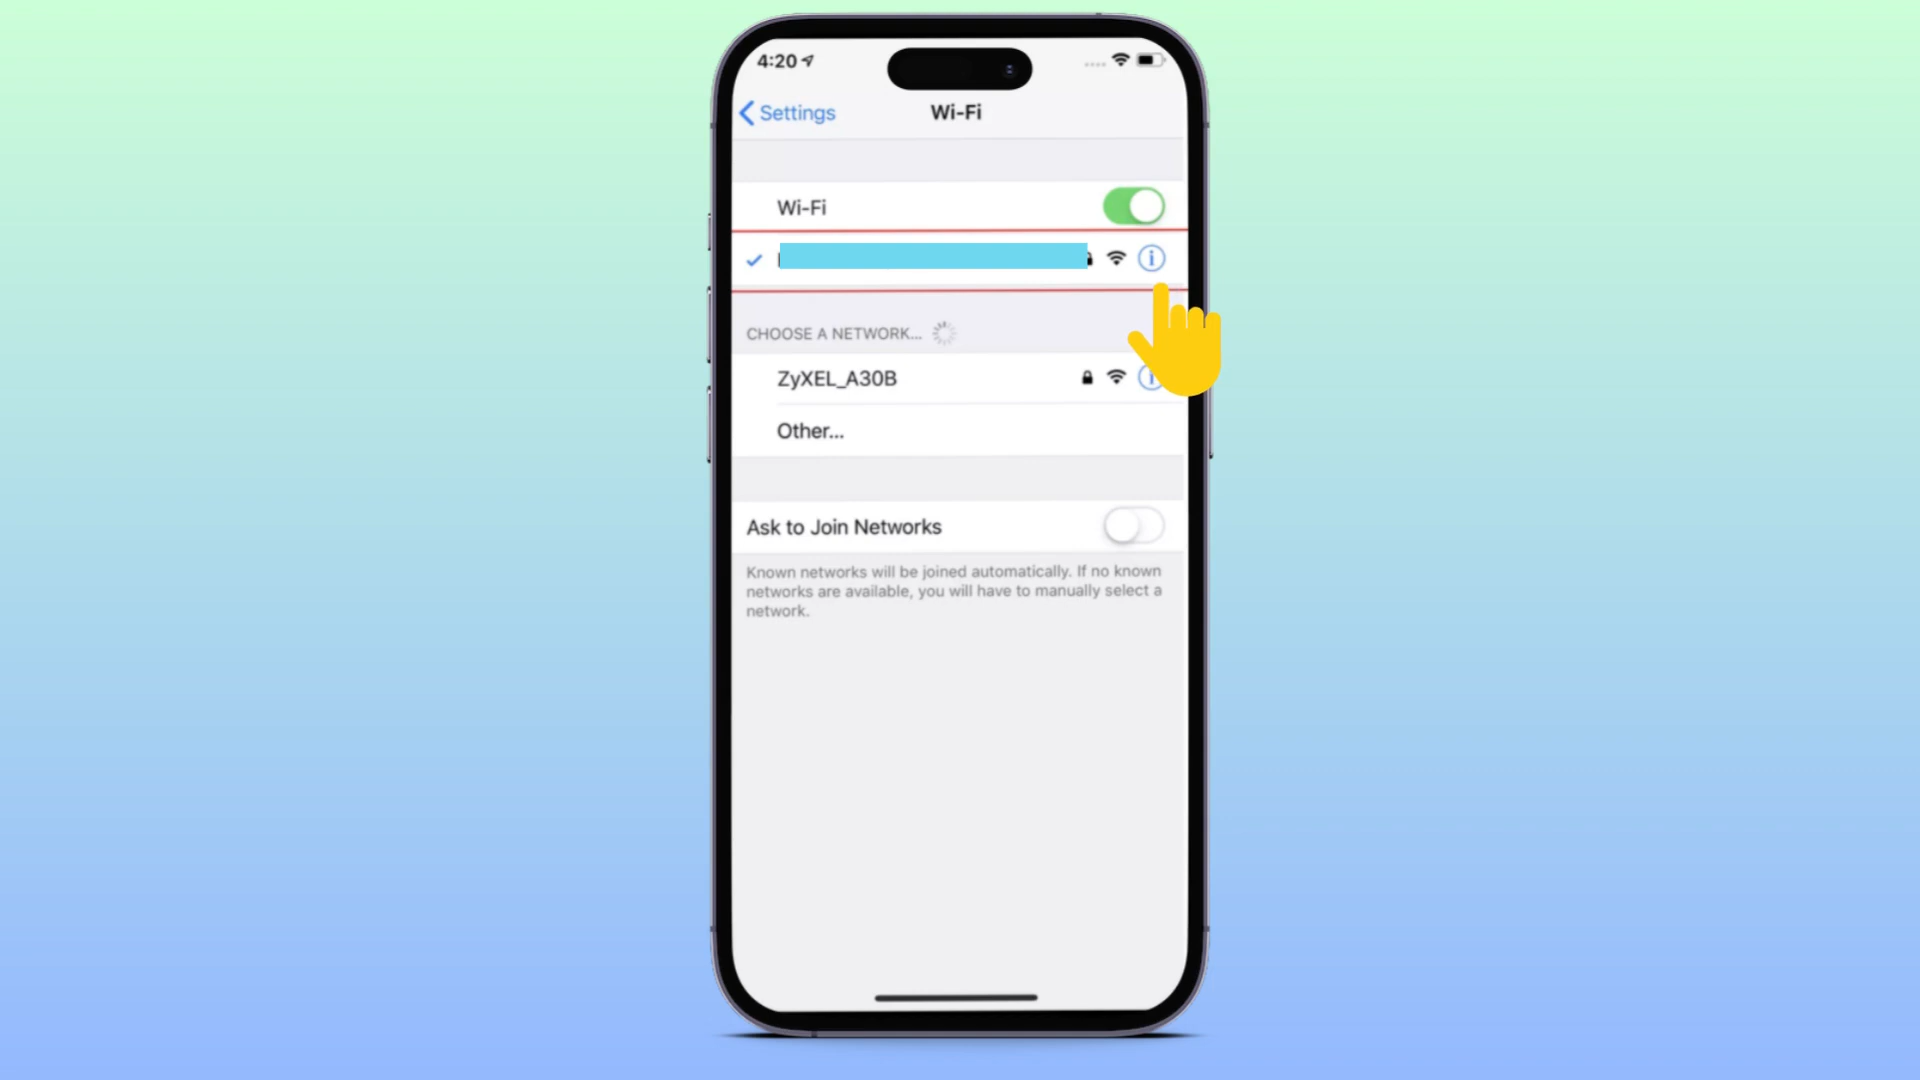 4:20
Settings
Wi-Fi
Wi-Fi
CHOOSE A NETWORK...
ZyXEL_A30B
Other...
Ask to Join Networks
Known networks will be joined automatically. If no known
networks are available, you will have to manually select a
network.